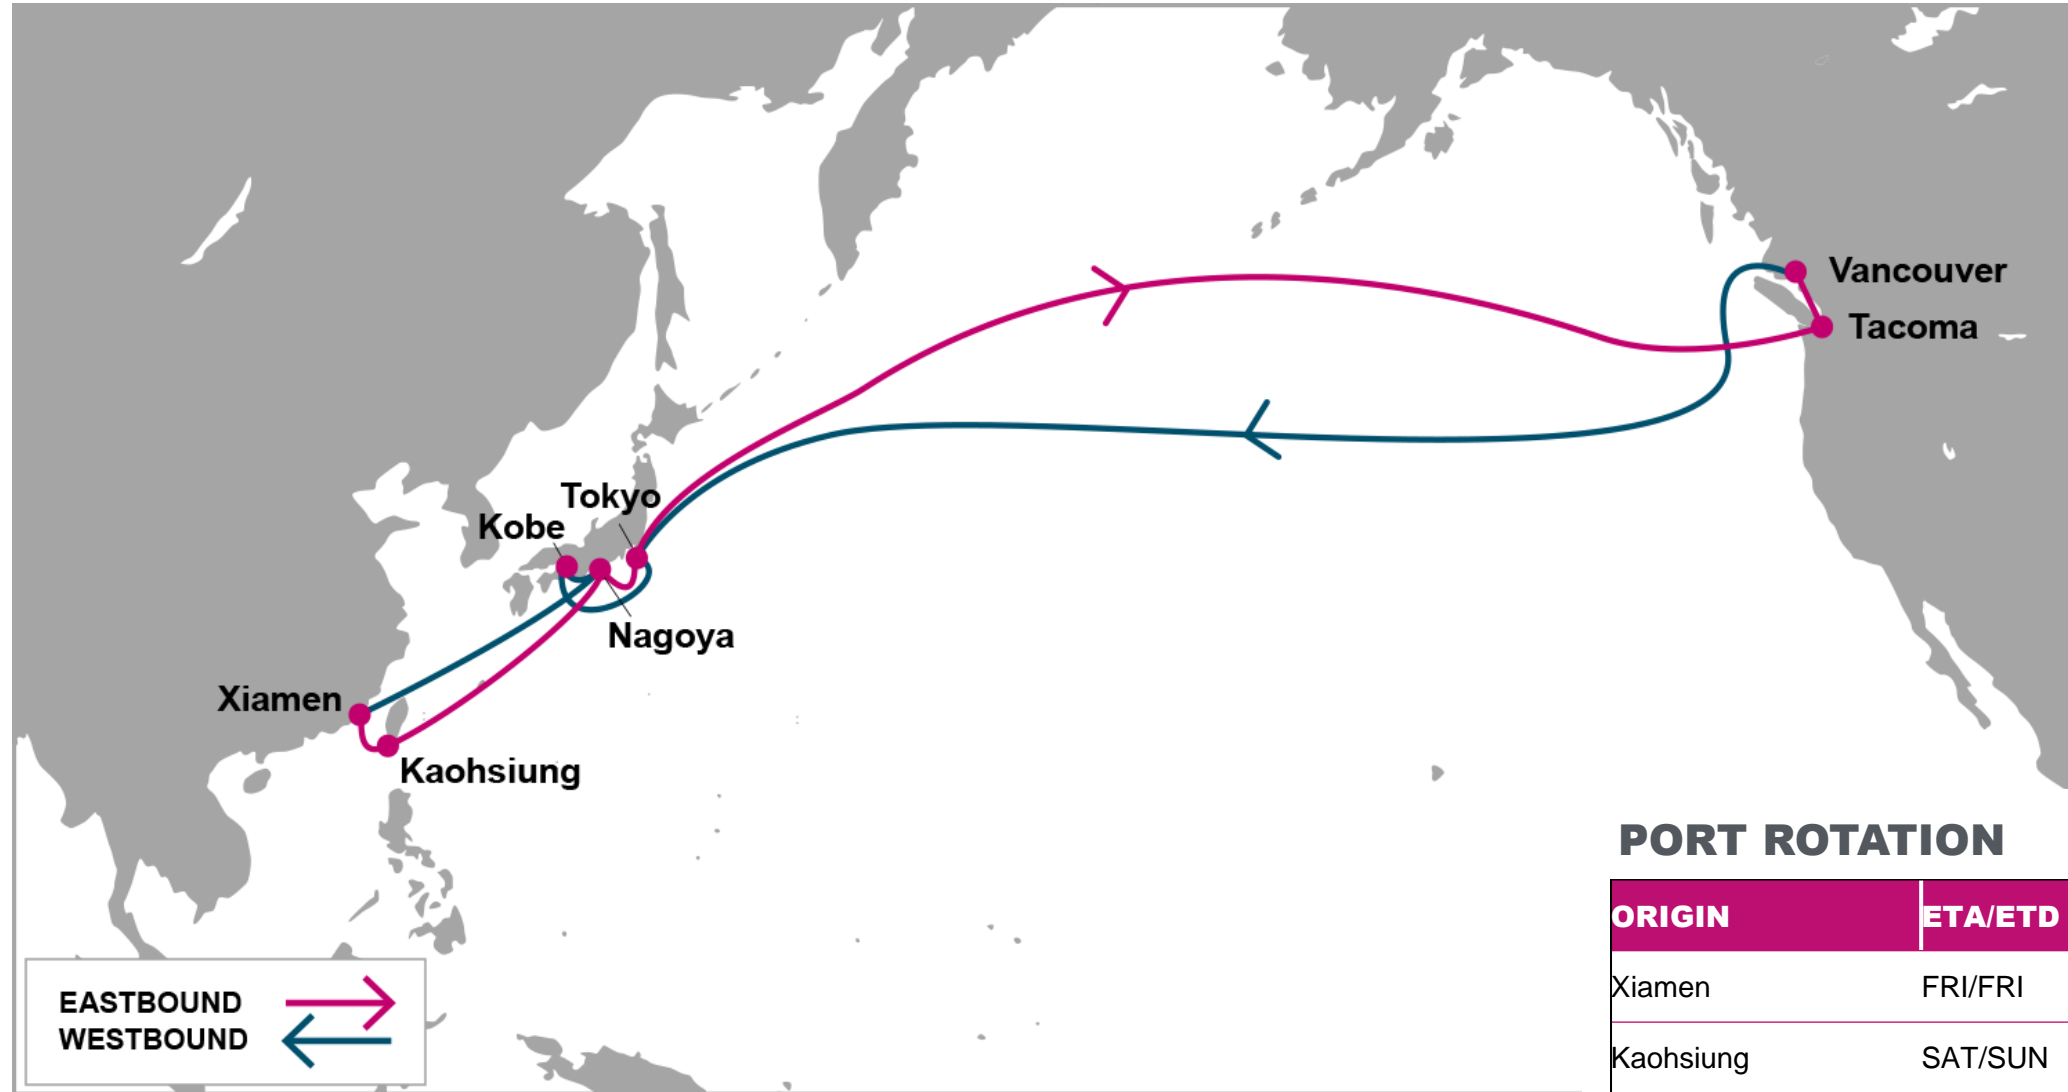 Vancouver
Tacoma
Tokyo
Kobe
Nagoya
Xiamen
Kaohsiung
EASTBOUND
WESTBOUND
PORT ROTATION
ORIGIN ETA/ETD
Xiamen FRI/FRI
Kaohsiung SAT/SUN